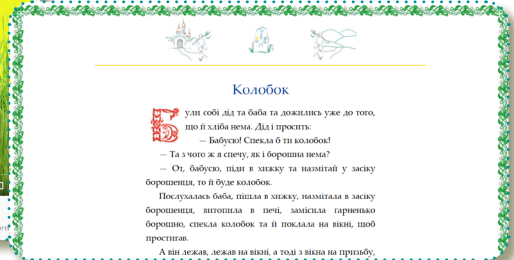 Колобок
Були собі дід та баба та дожились уже до того,
що й хліба нема. Дід і просить:
— Бабусю! Спекла б ти колобок!
— Та з чого ж я спечу, як і борошна нема?
— От, бабусю, піди в хижку та назмітай у засіку
борошенця, то й буде колобок.
Послухалась баба, пішла в хижку, назмітала в засіку
борошенця, витопила в печі, замісила гарненько
борошно, спекла колобок та й поклала на вікні, щоб
простигав.
А він лежав, лежав на вікні, а тоді з вікна на призьбу,